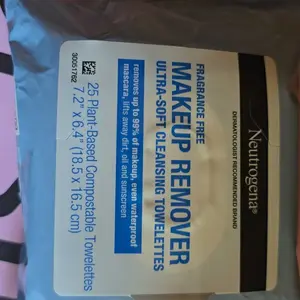 Neutrogena®
DERMATOLOGIST RECOMMENDED BRAND
FRAGRANCE FREE
MAKEUP REMOVER
ULTRA-SOFT CLEANSING TOWELETTES
removes up to 99% of makeup, even waterproof
mascara, lifts away dirt, oil and sunscreen
25 Plant-Based Compostable Towelettes
7.2" x 6.4" (18.5 x 16.5 cm)
30051762